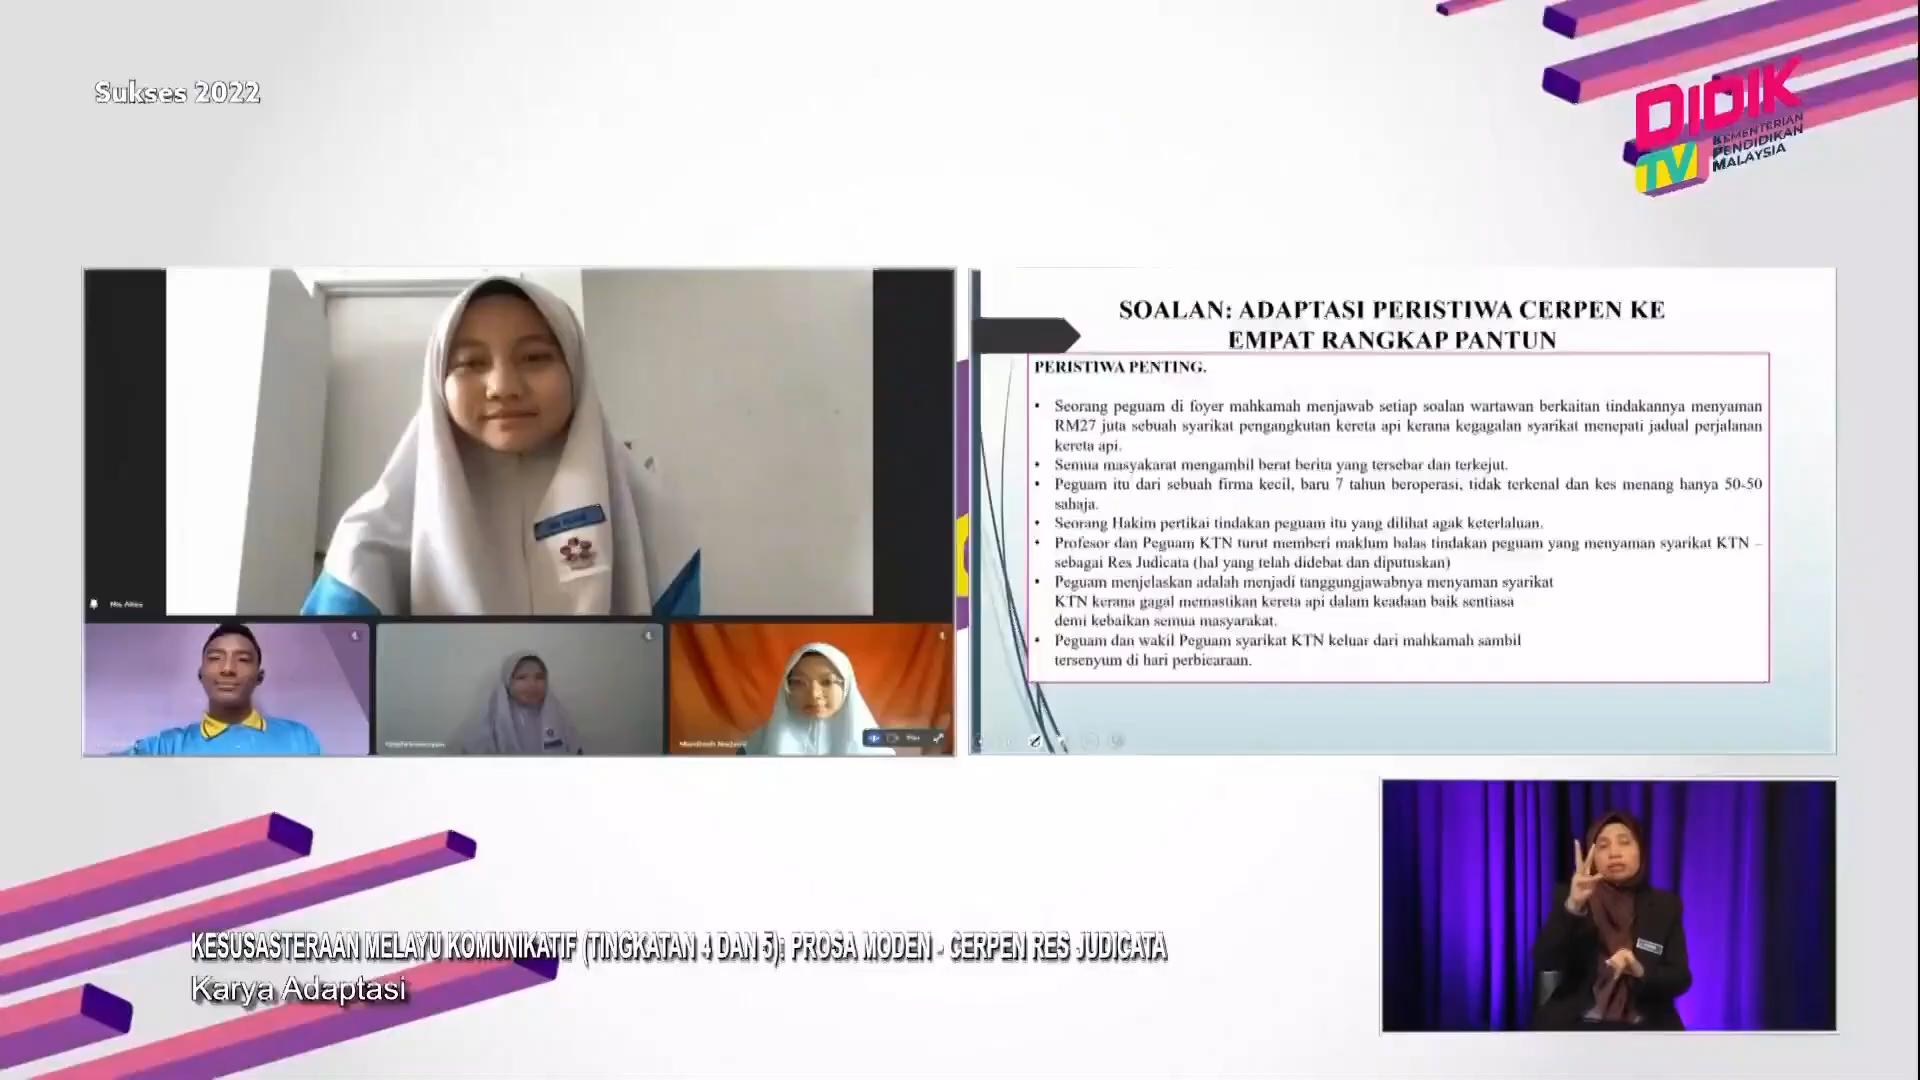 Sukses 2022
DIDIK
TV
KEMENTERIAN
PENDIDIKAN
MALAYSIA
SOALAN: ADAPTASI PERISTIWA CERPEN KE
EMPAT RANGKAP PANTUN
PERISTIWA PENTING.
• Seorang peguam di foyer mahkamah menjawab setiap soalan wartawan berkaitan tindakannya menyaman
RM27 juta sebuah syarikat pengangkutan kereta api kerana kegagalan syarikat menepati jadual perjalanan
kereta api.
• Semua masyakarat mengambil berat berita yang tersebar dan terkejut.
• Peguam itu dari sebuah firma kecil, baru 7 tahun beroperasi, tidak terkenal dan kes menang hanya 50-50
sahaja.
• Seorang Hakim pertikai tindakan peguam itu yang dilihat agak keterlaluan.
• Profesor dan Peguam KTN turut memberi maklum balas tindakan peguam yang menyaman syarikat KTN –
sebagai Res Judicata (hal yang telah didebat dan diputuskan)
• Peguam menjelaskan adalah menjadi tanggungjawabnya menyaman syarikat
KTN kerana gagal memastikan kereta api dalam keadaan baik sentiasa
demi kebaikan semua masyarakat.
• Peguam dan wakil Peguam syarikat KTN keluar dari mahkamah sambil
tersenyum di hari perbicaraan.
KESUSASTERAAN MELAYU KOMUNIKATIF (TINGKATAN 4 DAN 5): PROSA MODEN - CERPEN RES JUDICATA
Karya Adaptasi